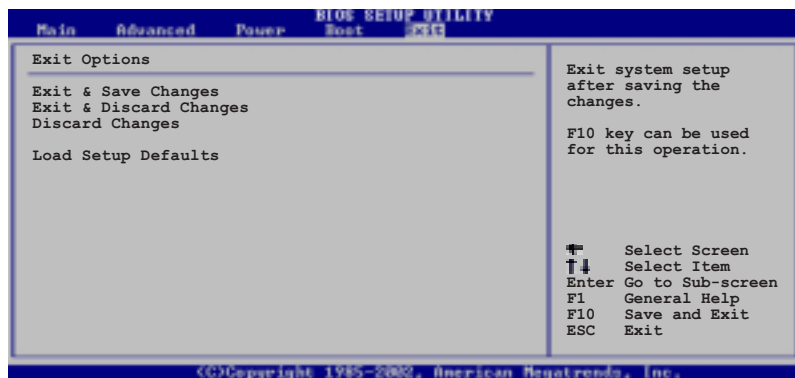 BIOS SETUP UTILITY
Main Advanced Power Boot Exit
Exit Options
Exit & Save Changes
Exit & Discard Changes
Discard Changes
Load Setup Defaults
Exit system setup
after saving the
changes.
F10 key can be used
for this operation.
Select Screen
↑↓ Select Item
Enter Go to Sub-screen
F1 General Help
F10 Save and Exit
ESC Exit
(C)Copyright 1985-2002, American Megatrends, Inc.